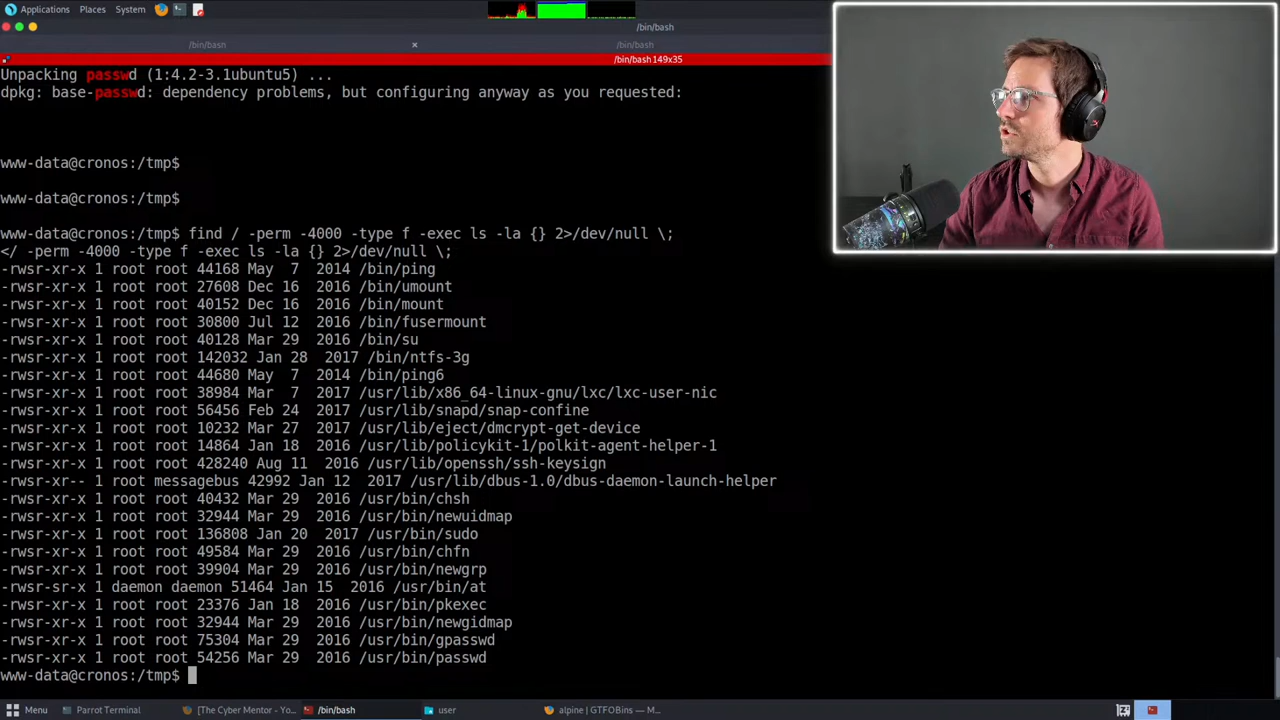 Applications Places System
/bin/bash
/bin/bash × /bin/bash
/bin/bash 149x35
Unpacking passwd (1:4.2-3.1ubuntu5) ...
dpkg: base-passwd: dependency problems, but configuring anyway as you requested:
www-data@cronos:/tmp$
www-data@cronos:/tmp$
www-data@cronos:/tmp$ find / -perm -4000 -type f -exec ls -la {} 2>/dev/null \;
</ -perm -4000 -type f -exec ls -la {} 2>/dev/null \;
-rwsr-xr-x 1 root root 44168 May  7  2014 /bin/ping
-rwsr-xr-x 1 root root 27608 Dec 16  2016 /bin/umount
-rwsr-xr-x 1 root root 40152 Dec 16  2016 /bin/mount
-rwsr-xr-x 1 root root 30800 Jul 12  2016 /bin/fusermount
-rwsr-xr-x 1 root root 40128 Mar 29  2016 /bin/su
-rwsr-xr-x 1 root root 142032 Jan 28  2017 /bin/ntfs-3g
-rwsr-xr-x 1 root root 44680 May  7  2014 /bin/ping6
-rwsr-xr-x 1 root root 38984 Mar  7  2017 /usr/lib/x86_64-linux-gnu/lxc/lxc-user-nic
-rwsr-xr-x 1 root root 56456 Feb 24  2017 /usr/lib/snapd/snap-confine
-rwsr-xr-x 1 root root 10232 Mar 27  2017 /usr/lib/eject/dmcrypt-get-device
-rwsr-xr-x 1 root root 14864 Jan 18  2016 /usr/lib/policykit-1/polkit-agent-helper-1
-rwsr-xr-x 1 root root 428240 Aug 11  2016 /usr/lib/openssh/ssh-keysign
-rwsr-xr-- 1 root messagebus 42992 Jan 12  2017 /usr/lib/dbus-1.0/dbus-daemon-launch-helper
-rwsr-xr-x 1 root root 40432 Mar 29  2016 /usr/bin/chsh
-rwsr-xr-x 1 root root 32944 Mar 29  2016 /usr/bin/newuidmap
-rwsr-xr-x 1 root root 136808 Jan 20  2017 /usr/bin/sudo
-rwsr-xr-x 1 root root 49584 Mar 29  2016 /usr/bin/chfn
-rwsr-xr-x 1 root root 39904 Mar 29  2016 /usr/bin/newgrp
-rwsr-sr-x 1 daemon daemon 51464 Jan 15  2016 /usr/bin/at
-rwsr-xr-x 1 root root 23376 Jan 18  2016 /usr/bin/pkexec
-rwsr-xr-x 1 root root 32944 Mar 29  2016 /usr/bin/newgidmap
-rwsr-xr-x 1 root root 75304 Mar 29  2016 /usr/bin/gpasswd
-rwsr-xr-x 1 root root 54256 Mar 29  2016 /usr/bin/passwd
www-data@cronos:/tmp$
Menu Parrot Terminal [The Cyber Mentor - Yo... /bin/bash user alpine | GTFOBins — M...